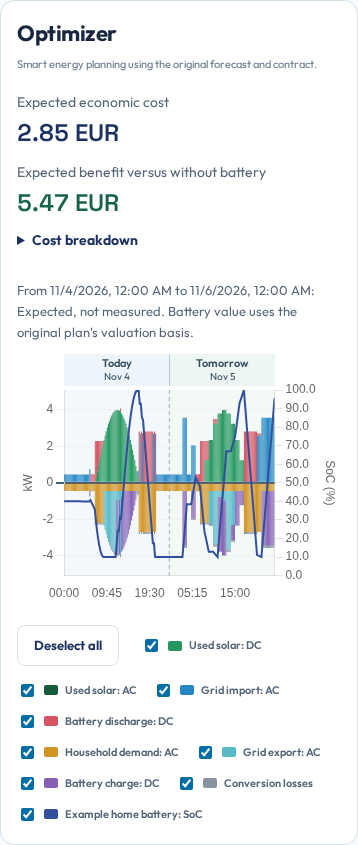 Optimizer
Smart energy planning using the original forecast and contract.
Expected economic cost
2.85 EUR
Expected benefit versus without battery
5.47 EUR
Cost breakdown
From 11/4/2026, 12:00 AM to 11/6/2026, 12:00 AM:
Expected, not measured. Battery value uses the
original plan's valuation basis.
Today
Nov 4
Tomorrow
Nov 5
4
2
0
-2
-4
kW
100.0
90.0
80.0
70.0
60.0
50.0
40.0
30.0
20.0
10.0
0.0
SoC (%)
00:00 09:45 19:30 05:15 15:00
Deselect all
Used solar: DC
Used solar: AC
Grid import: AC
Battery discharge: DC
Household demand: AC
Grid export: AC
Battery charge: DC
Conversion losses
Example home battery: SoC